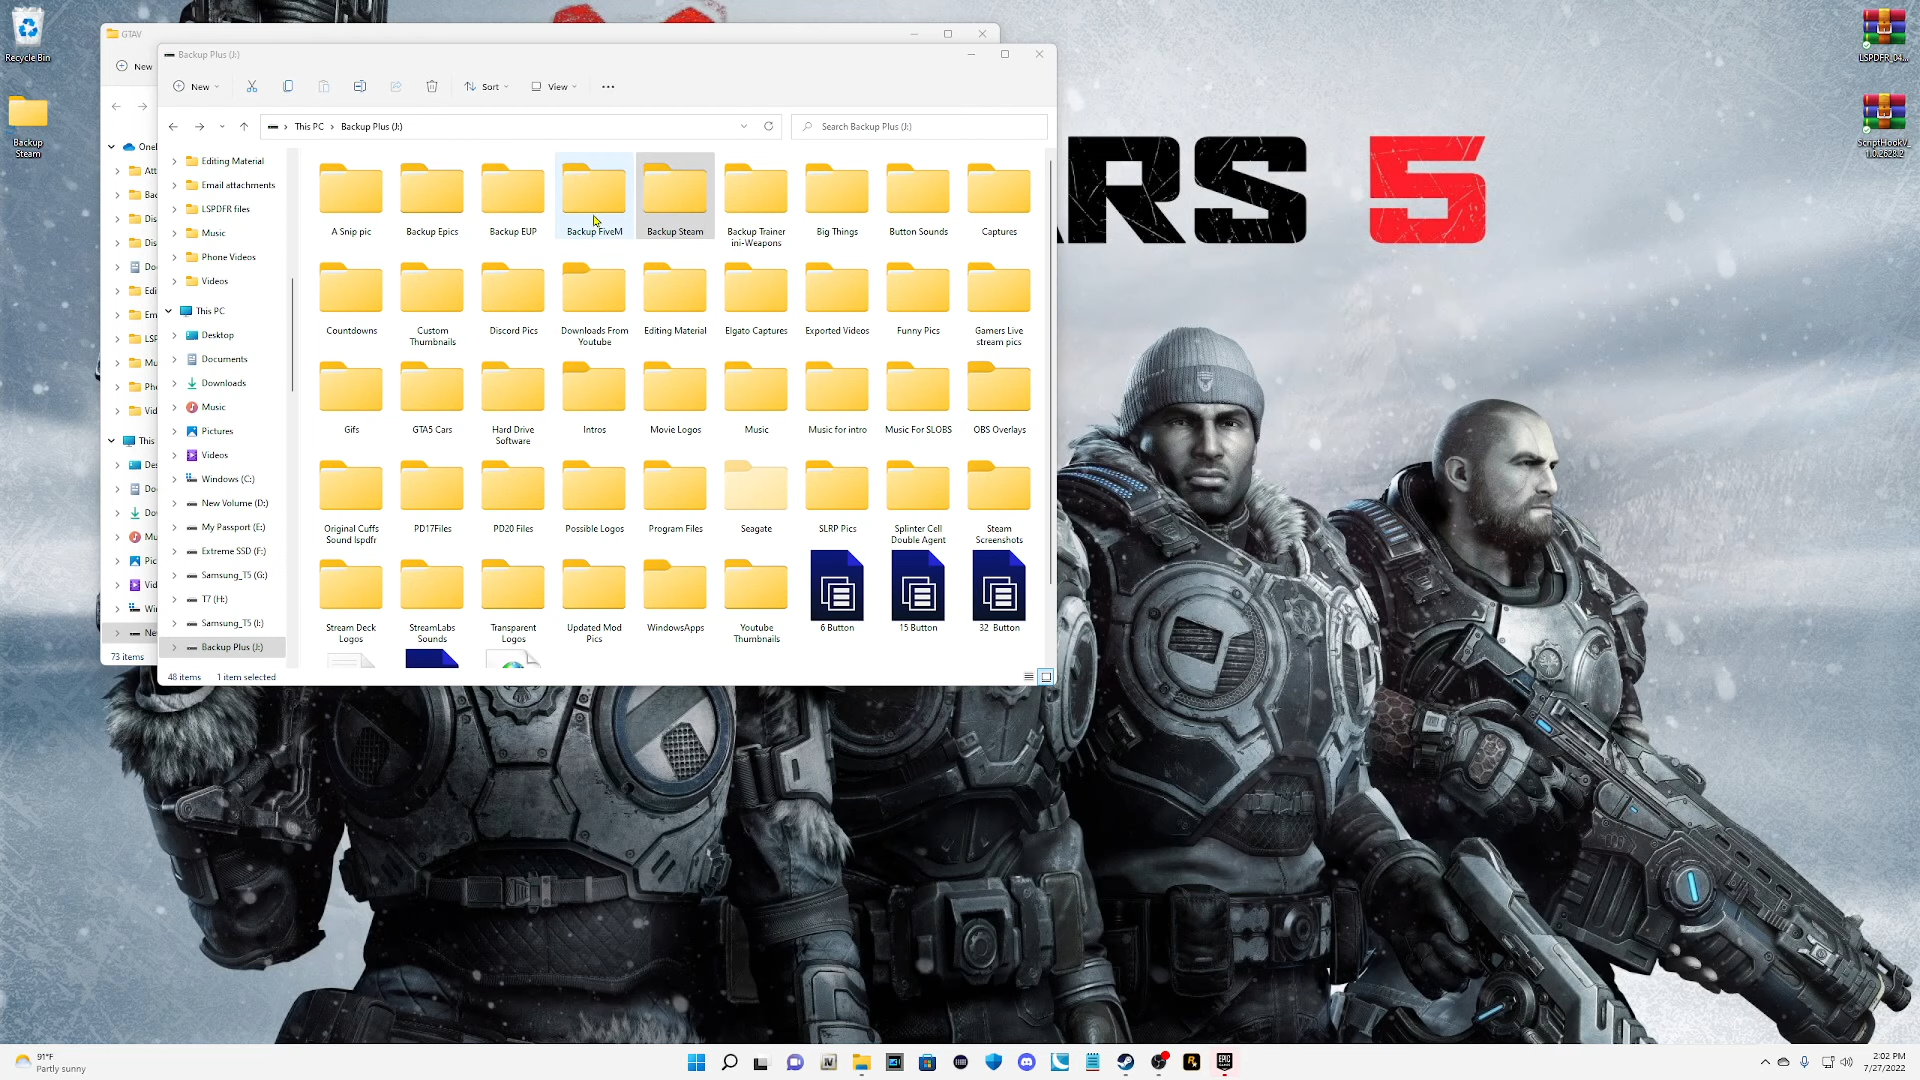 Recycle Bin
Backup
Steam
GTAV
New
Backup Plus (J:)
New
Sort
View
This PC
Backup Plus (J:)
Search Backup Plus (J:)
Editing Material
Email attachments
LSPDFR files
Music
Phone Videos
Videos
This PC
Desktop
Documents
Downloads
Music
Pictures
Videos
Windows (C:)
New Volume (D:)
My Passport (E:)
Extreme SSD (F:)
Samsung_T5 (G:)
T7 (H:)
Samsung_T5 (I:)
Backup Plus (J:)
This
73 items
A Snip pic
Backup Epics
Backup EUP
Backup FiveM
Backup Steam
Backup Trainer
ini-Weapons
Big Things
Button Sounds
Captures
Countdowns
Custom
Thumbnails
Discord Pics
Downloads From
Youtube
Editing Material
Elgato Captures
Exported Videos
Funny Pics
Gamers Live
stream pics
Gifs
GTA5 Cars
Hard Drive
Software
Intros
Movie Logos
Music
Music for intro
Music For SLOBS
OBS Overlays
Original Cuffs
Sound lspdfr
PD17Files
PD20 Files
Possible Logos
Program Files
Seagate
SLRP Pics
Splinter Cell
Double Agent
Steam
Screenshots
Stream Deck
Logos
StreamLabs
Sounds
Transparent
Logos
Updated Mod
Pics
WindowsApps
Youtube
Thumbnails
6 Button
15 Button
32 Button
48 items
1 item selected
RS 5
LSPDFR_04...
ScriptHookV_
1.0.2628.2
91°F
Partly sunny
IV
EPIC
GAMES
2:02 PM
7/27/2022